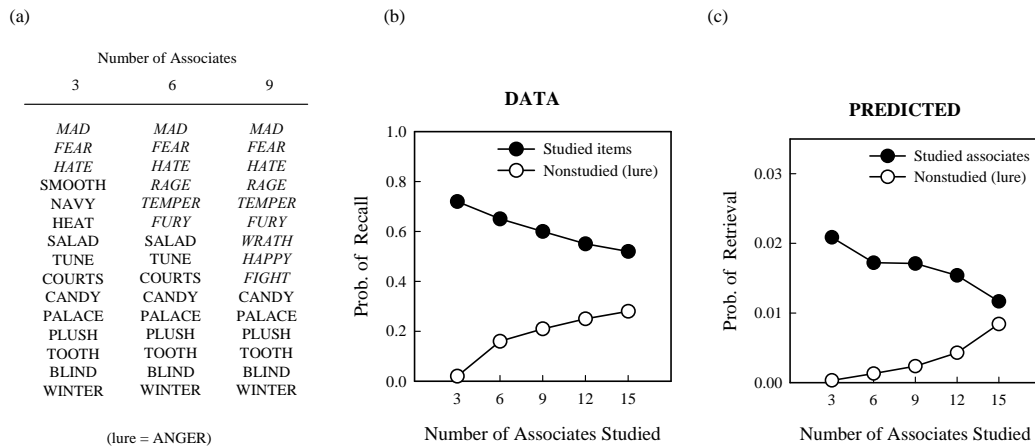 (a)
Number of Associates
3 6 9
MAD MAD MAD
FEAR FEAR FEAR
HATE HATE HATE
SMOOTH RAGE RAGE
NAVY TEMPER TEMPER
HEAT FURY FURY
SALAD SALAD WRATH
TUNE TUNE HAPPY
COURTS COURTS FIGHT
CANDY CANDY CANDY
PALACE PALACE PALACE
PLUSH PLUSH PLUSH
TOOTH TOOTH TOOTH
BLIND BLIND BLIND
WINTER WINTER WINTER
(lure = ANGER)
(b)
DATA
Studied items
Nonstudied (lure)
Prob. of Recall
1.0
0.8
0.6
0.4
0.2
0.0
3 6 9 12 15
Number of Associates Studied
(c)
PREDICTED
Studied associates
Nonstudied (lure)
Prob. of Retrieval
0.03
0.02
0.01
0.00
3 6 9 12 15
Number of Associates Studied